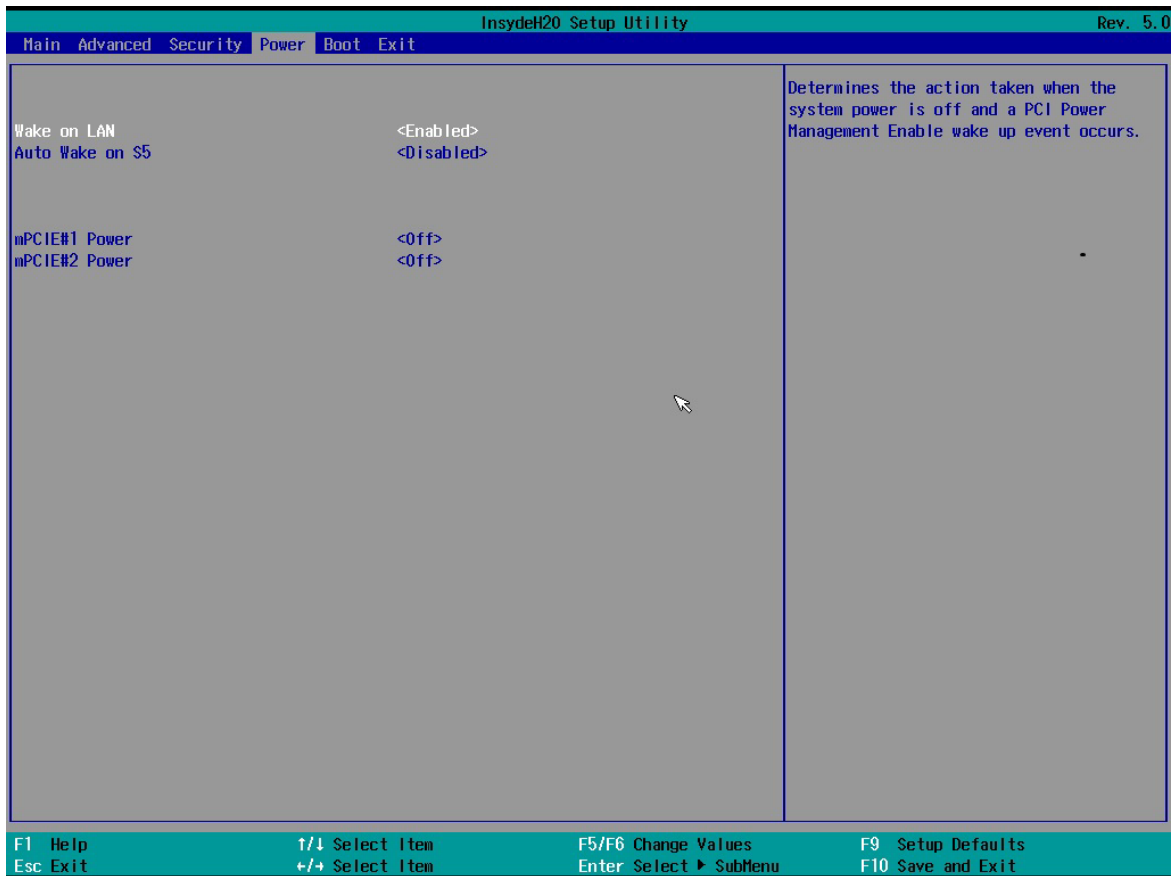 InsydeH20 Setup Utility Rev. 5.0
Main Advanced Security Power Boot Exit
Determines the action taken when the
system power is off and a PCI Power
Management Enable wake up event occurs.
Wake on LAN <Enabled>
Auto Wake on S5 <Disabled>
mPCIE#1 Power <Off>
mPCIE#2 Power <Off>
F1 Help ↑/↓ Select Item F5/F6 Change Values F9 Setup Defaults
Esc Exit ←/→ Select Item Enter Select ► SubMenu F10 Save and Exit